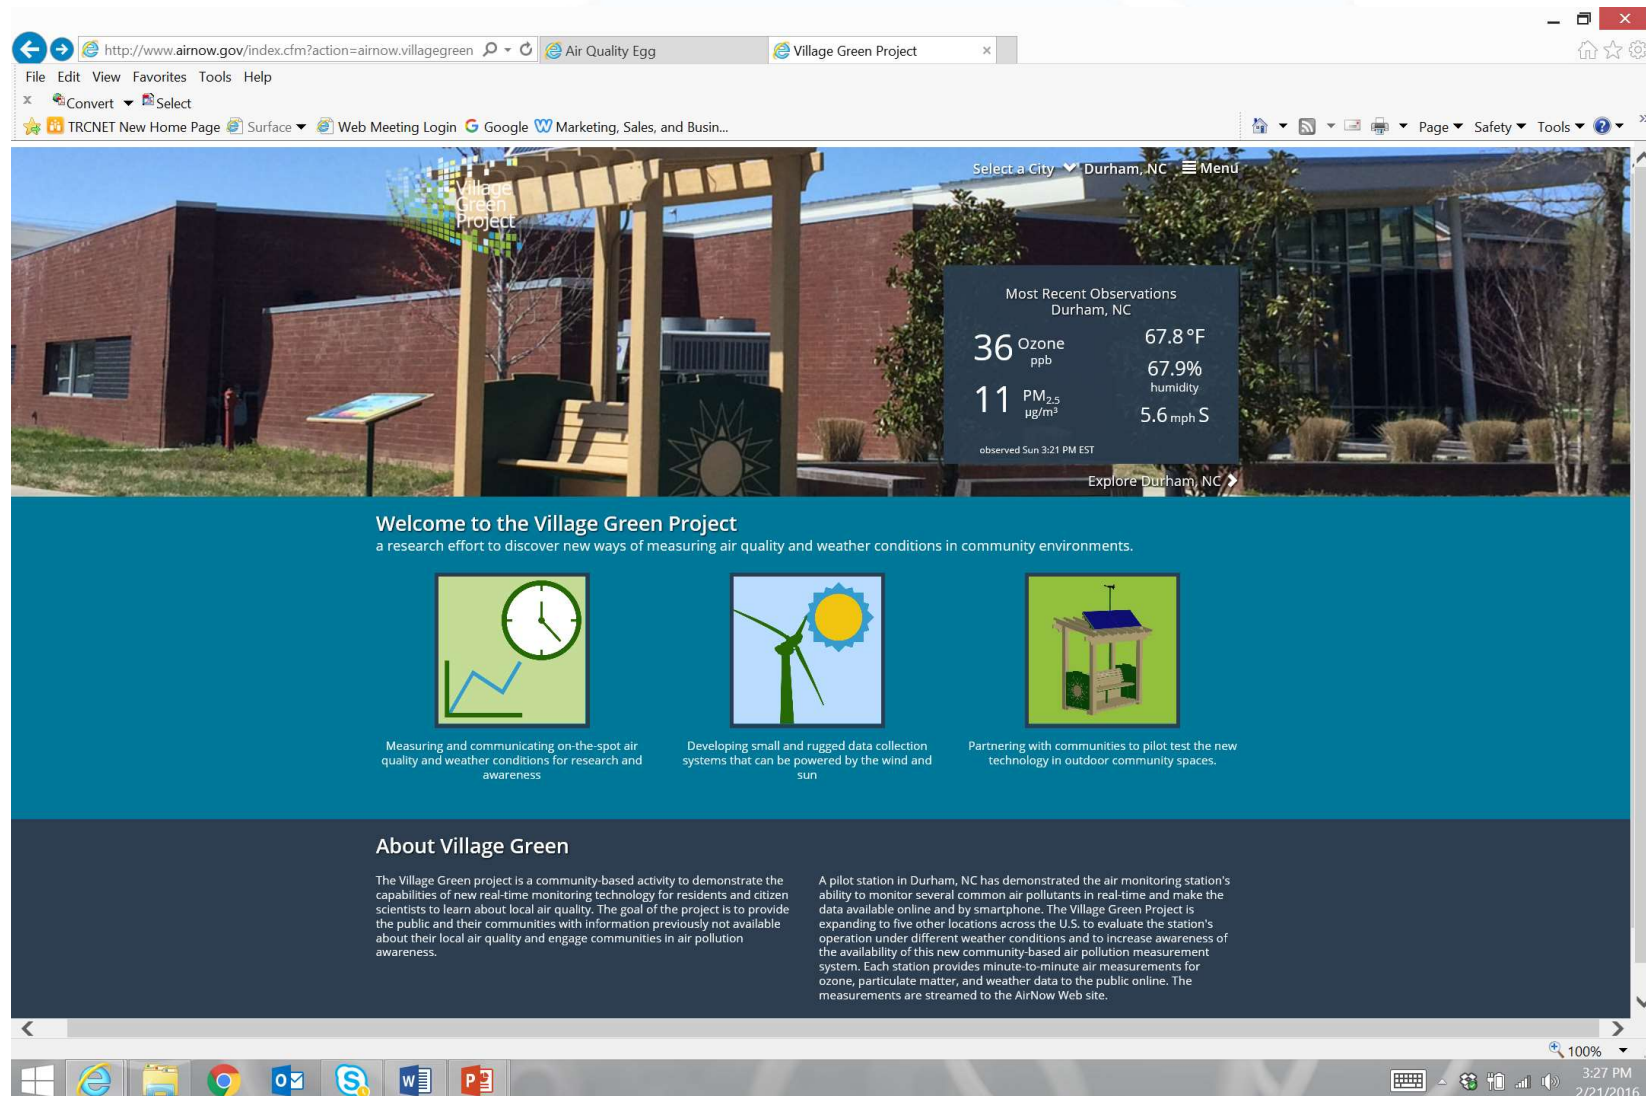 http://www.airnow.gov/index.cfm?action=airnow.villagegreen
Air Quality Egg
Village Green Project
File Edit View Favorites Tools Help
x Convert Select
TRCNET New Home Page Surface Web Meeting Login G Google Marketing, Sales, and Busin...
Page Safety Tools
Village
Green
Project
Select a City Durham, NC Menu
Most Recent Observations
Durham, NC
36 Ozone
ppb
11 PM2.5
µg/m³
67.8 °F
67.9%
humidity
5.6 mph S
observed Sun 3:21 PM EST
Explore Durham, NC
Welcome to the Village Green Project
a research effort to discover new ways of measuring air quality and weather conditions in community environments.
Measuring and communicating on-the-spot air
quality and weather conditions for research and
awareness
Developing small and rugged data collection
systems that can be powered by the wind and
sun
Partnering with communities to pilot test the new
technology in outdoor community spaces.
About Village Green
The Village Green project is a community-based activity to demonstrate the
capabilities of new real-time monitoring technology for residents and citizen
scientists to learn about local air quality. The goal of the project is to provide
the public and their communities with information previously not available
about their local air quality and engage communities in air pollution
awareness.
A pilot station in Durham, NC has demonstrated the air monitoring station's
ability to monitor several common air pollutants in real-time and make the
data available online and by smartphone. The Village Green Project is
expanding to five other locations across the U.S. to evaluate the station's
operation under different weather conditions and to increase awareness of
the availability of this new community-based air pollution measurement
system. Each station provides minute-to-minute air measurements for
ozone, particulate matter, and weather data to the public online. The
measurements are streamed to the AirNow Web site.
100%
3:27 PM
2/21/2016